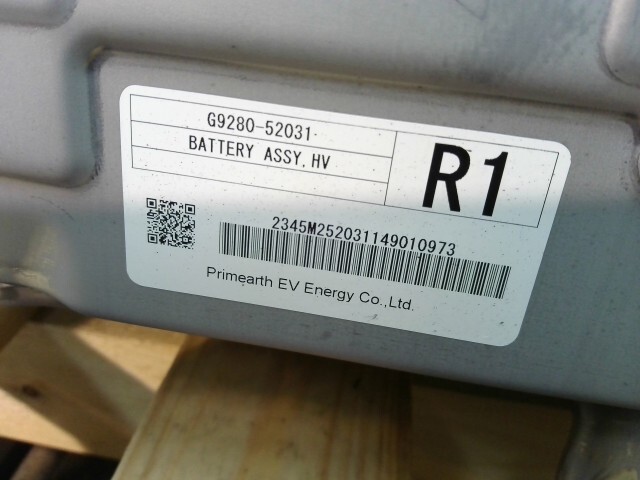 G9280-52031
BATTERY ASSY, HV
R1
2345M252031149010973
Primearth EV Energy Co.,Ltd.